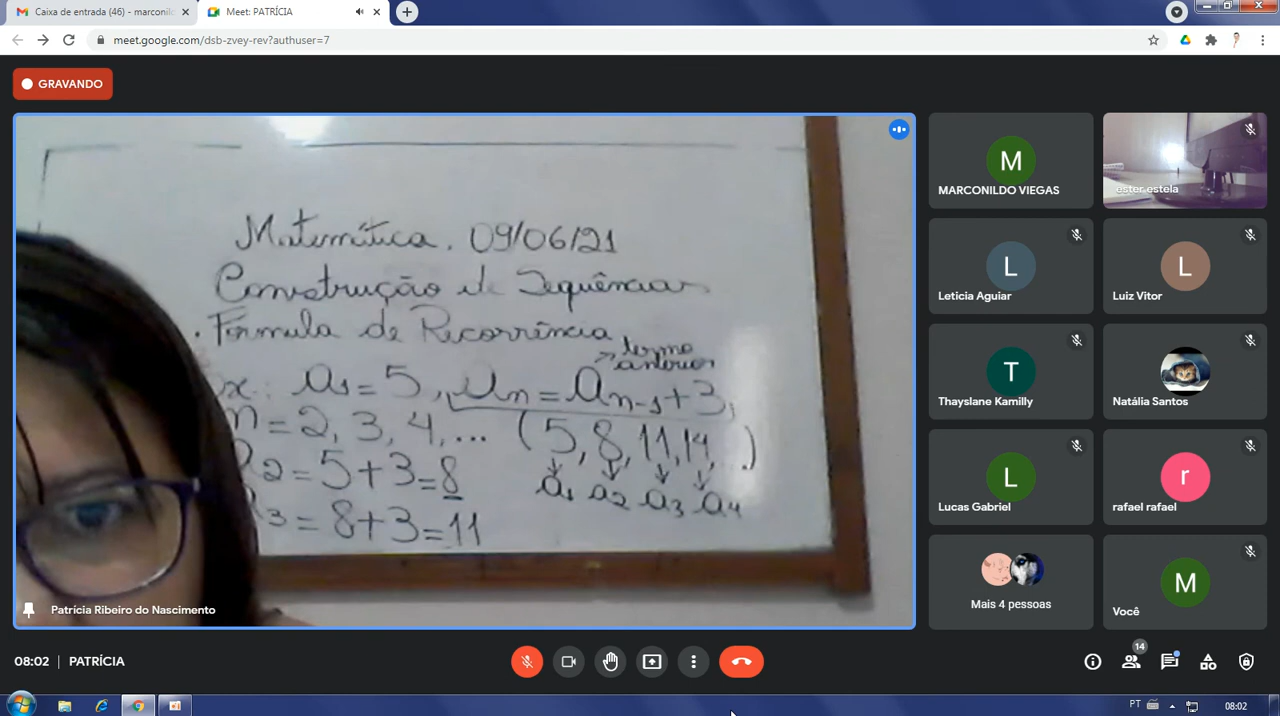 Caixa de entrada (46) - marconil
Meet: PATRÍCIA
meet.google.com/dsb-zvey-rev?authuser=7
GRAVANDO
Matemática. 09/06/21
Construção de Sequências
. Fórmula de Recorrência
termo
anterior
x: a1 = 5, an = an-1 + 3,
n = 2, 3, 4, ... (5, 8, 11, 14, ...)
a2 = 5 + 3 = 8
a1 a2 a3 a4
3 = 8 + 3 = 11
Patrícia Ribeiro do Nascimento
M
MARCONILDO VIEGAS
ester estela
L
Leticia Aguiar
L
Luiz Vitor
T
Thayslane Kamilly
Natália Santos
L
Lucas Gabriel
r
rafael rafael
Mais 4 pessoas
M
Você
08:02 | PATRÍCIA
14
PT
08:02